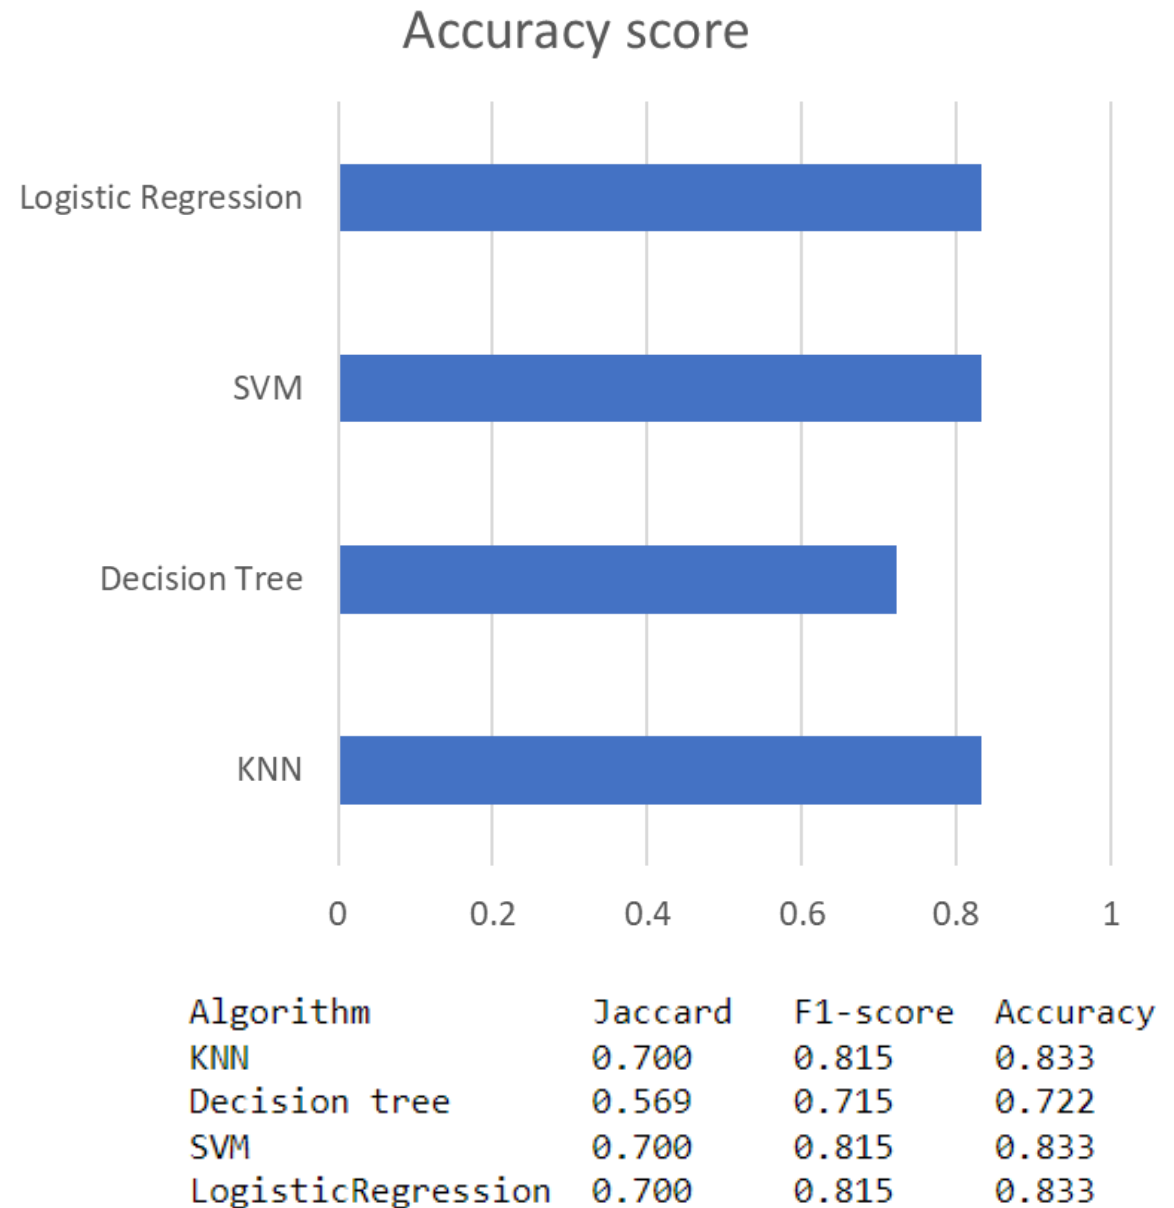 Accuracy score
Logistic Regression
SVM
Decision Tree
KNN
0 0.2 0.4 0.6 0.8 1
Algorithm Jaccard F1-score Accuracy
KNN 0.700 0.815 0.833
Decision tree 0.569 0.715 0.722
SVM 0.700 0.815 0.833
LogisticRegression 0.700 0.815 0.833